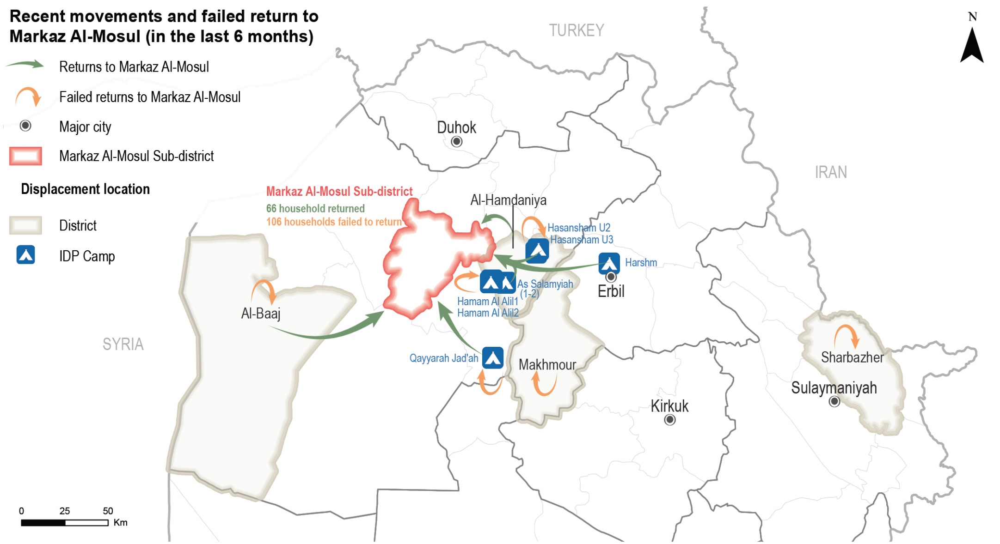 Recent movements and failed return to
Markaz Al-Mosul (in the last 6 months)
Returns to Markaz Al-Mosul
Failed returns to Markaz Al-Mosul
Major city
Markaz Al-Mosul Sub-district
Displacement location
District
IDP Camp
N
TURKEY
IRAN
SYRIA
Duhok
Markaz Al-Mosul Sub-district
66 household returned
106 households failed to return
Al-Hamdaniya
Hasansham U2
Hasansham U3
Harshm
Erbil
As Salamyiah
(1-2)
Hamam Al Alil1
Hamam Al Alil2
Al-Baaj
Qayyarah Jad'ah
Makhmour
Sharbazher
Sulaymaniyah
Kirkuk
0 25 50
Km